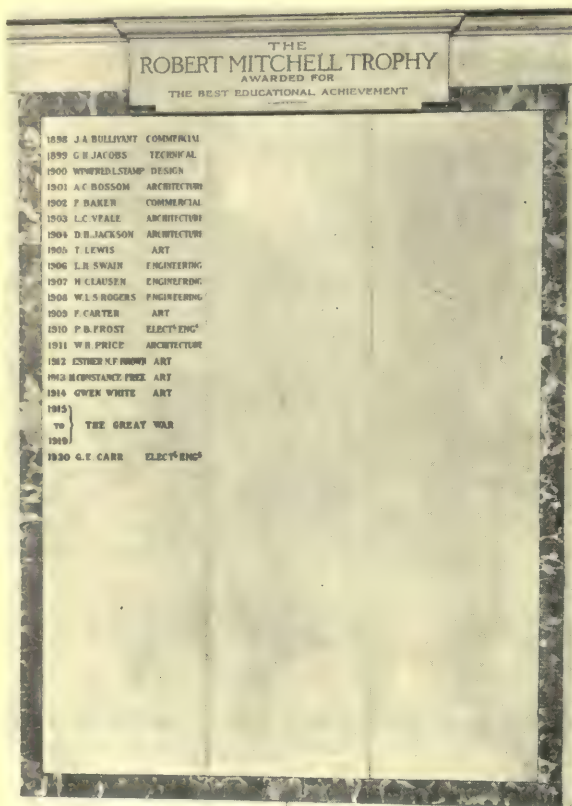 THE
ROBERT MITCHELL TROPHY
AWARDED FOR
THE BEST EDUCATIONAL ACHIEVEMENT
1898 J.A. BULLIVANT COMMERCIAL
1899 G.H. JACOBS TECHNICAL
1900 WINIFRED L. STAMP DESIGN
1901 A.C. BOSSOM ARCHITECTURE
1902 F. BAKER COMMERCIAL
1903 L.C. VEALE ARCHITECTURE
1904 D.H. JACKSON ARCHITECTURE
1905 T. LEWIS ART
1906 L.H. SWAIN ENGINEERING
1907 H. CLAUSEN ENGINEERING
1908 W.L.S. ROGERS ENGINEERING
1909 F. CARTER ART
1910 P.B. FROST ELECTL ENGG
1911 W.H. PRICE ARCHITECTURE
1912 ESTHER BROWN ART
1913 CONSTANCE FREE ART
1914 GWEN WHITE ART
1915
TO THE GREAT WAR
1919
1920 G.E. CARR ELECTL ENGG